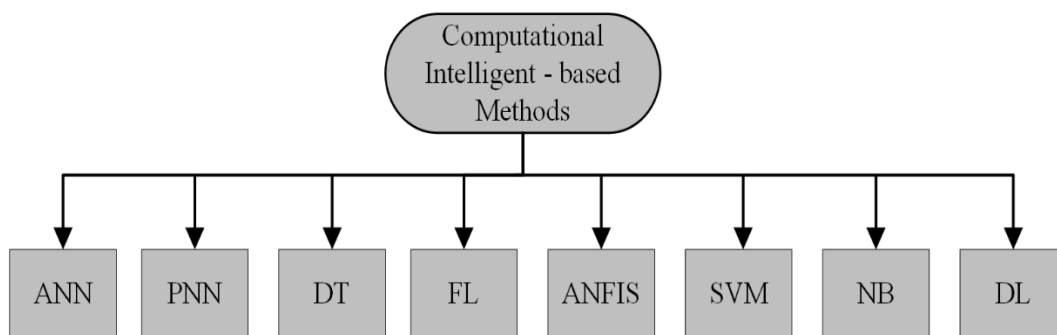 Computational
Intelligent - based
Methods
ANN PNN DT FL ANFIS SVM NB DL